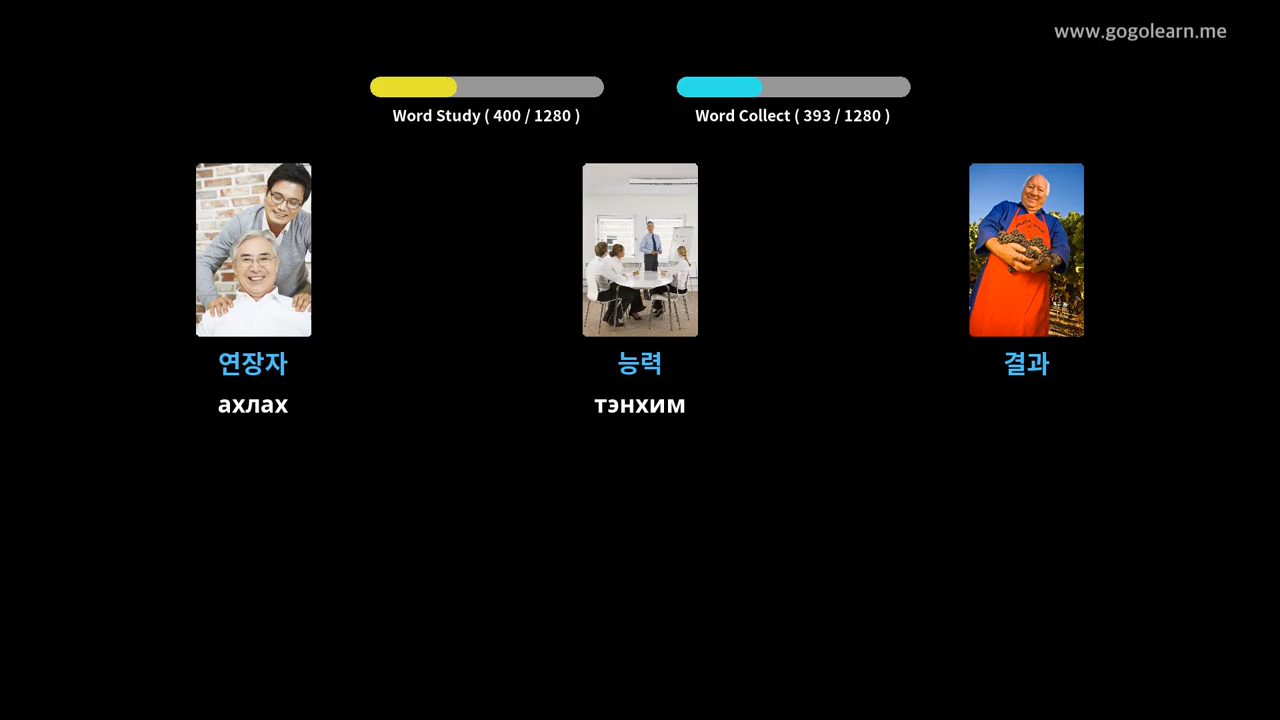 www.gogolearn.me
Word Study ( 400 / 1280 )
Word Collect ( 393 / 1280 )
연장자
능력
결과
ахлах
тэнхим